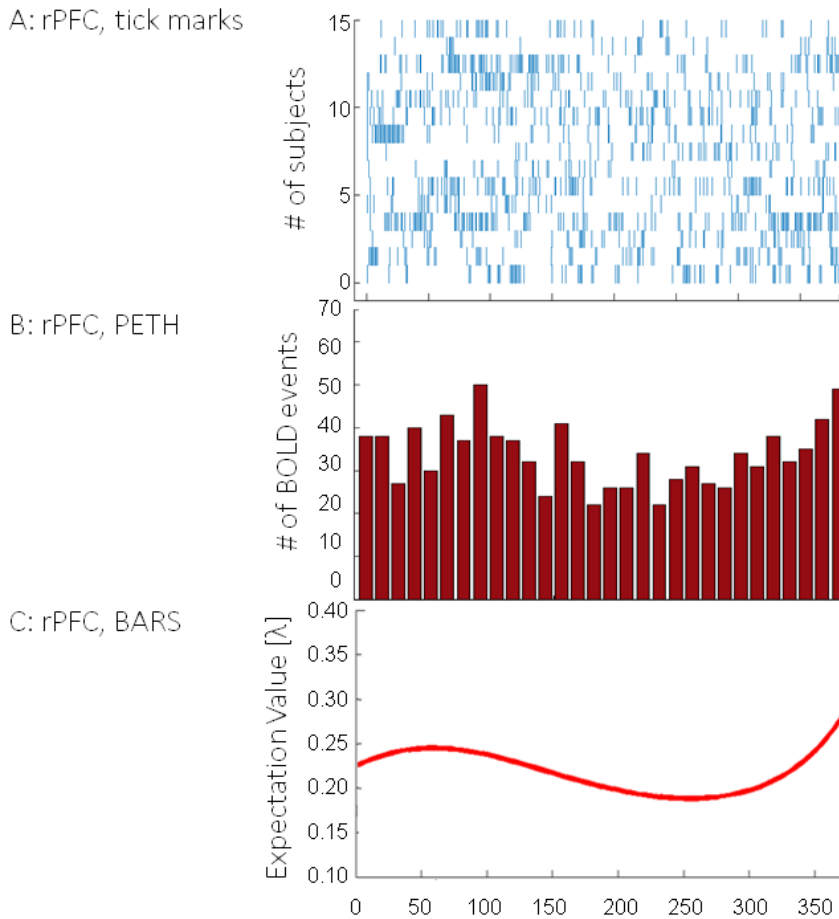 A: rPFC, tick marks
# of subjects
15
10
5
0
B: rPFC, PETH
# of BOLD events
70
60
50
40
30
20
10
0
C: rPFC, BARS
Expectation Value [λ]
0.40
0.35
0.30
0.25
0.20
0.15
0.10
0 50 100 150 200 250 300 350